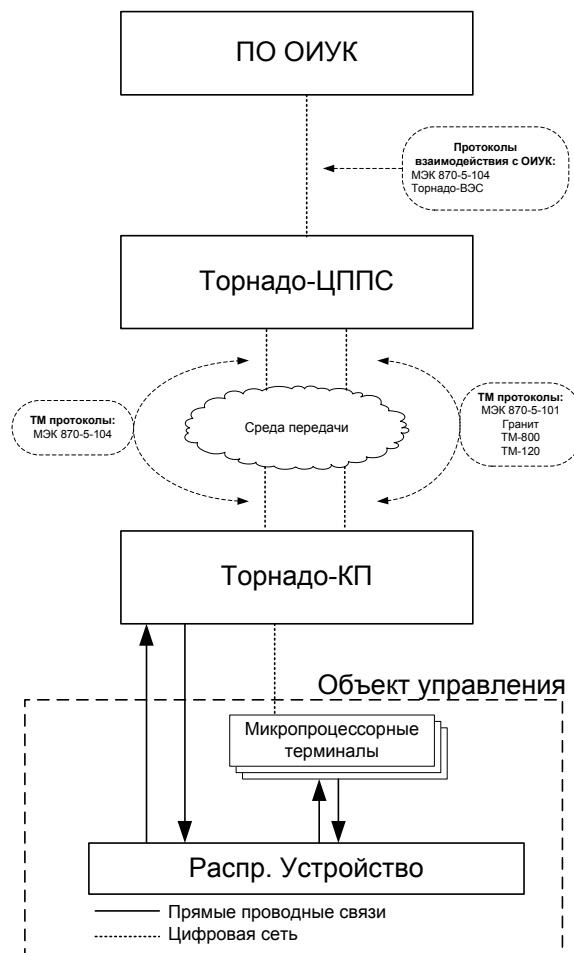 ПО ОИУК
Протоколы
взаимодействия с ОИУК:
МЭК 870-5-104
Торнадо-ВЭС
Торнадо-ЦППС
ТМ протоколы:
МЭК 870-5-104
Среда передачи
ТМ протоколы:
МЭК 870-5-101
Гранит
ТМ-800
ТМ-120
Торнадо-КП
Объект управления
Микропроцессорные
терминалы
Распр. Устройство
Прямые проводные связи
Цифровая сеть